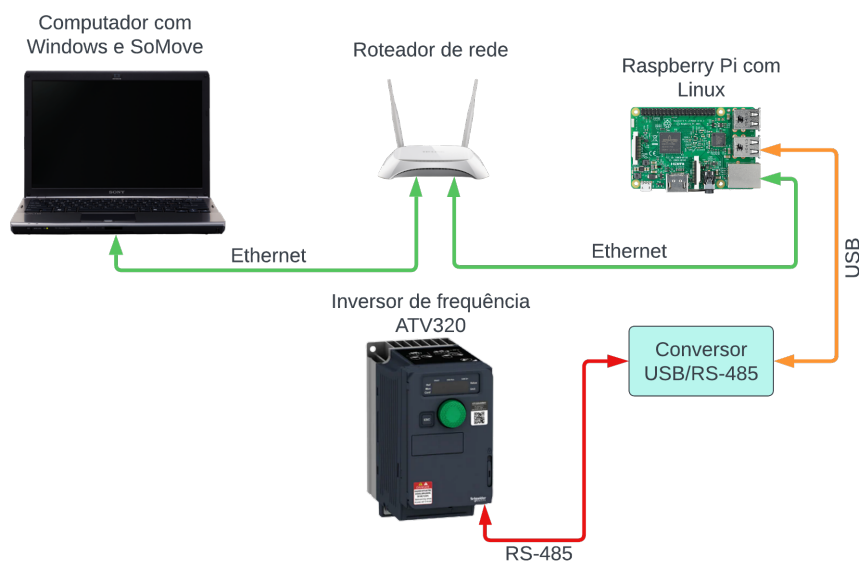 Computador com
Windows e SoMove
Roteador de rede
Raspberry Pi com
Linux
SONY
Ethernet
Ethernet
USB
Inversor de frequência
ATV320
Conversor
USB/RS-485
RS-485